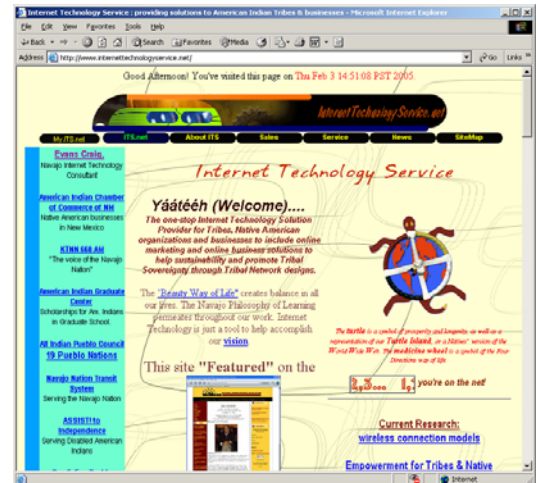 Internet Technology Service : providing solutions to American Indian Tribes & businesses - Microsoft Internet Explorer
File Edit View Favorites Tools Help
Back Search Favorites Media
Address http://www.internettechnologyservice.net/ Go Links »
Good Afternoon! You've visited this page on Thu Feb 3 14:51:08 PST 2005.
InternetTechnologyService.net
My ITS.net ITS.net About ITS Sales Service News SiteMap
Evans Craig,
Navajo Internet Technology
Consultant
American Indian Chamber
of Commerce of NM
Native American businesses
in New Mexico
KTNN 660 AM
"The voice of the Navajo
Nation"
American Indian Graduate
Center
Scholarships for Am. Indians
in Graduate School.
All Indian Pueblo Council
19 Pueblo Nations
Navajo Nation Transit
System
Serving the Navajo Nation
ASSIST! to
Independence
Serving Disabled American
Indians
Internet Technology Service
Yáátééh (Welcome)....
The one-stop Internet Technology Solution
Provider for Tribes, Native American
organizations and businesses to include online
marketing and online business solutions to
help sustainability and promote Tribal
Sovereignty through Tribal Network designs.
The "Beauty Way of Life" creates balance in all
our lives. The Navajo Philosophy of Learning
permeates throughout our work. Internet
Technology is just a tool to help accomplish
our vision.
This site "Featured" on the
The turtle is a symbol of prosperity and longevity, as well as a
representation of our Turtle Island, or a Natives' version of the
World Wide Web. The medicine wheel is a symbol of the Four
Directions way of life.
2,3... 1, you're on the net!
Current Research:
wireless connection models
Empowerment for Tribes & Native
Internet